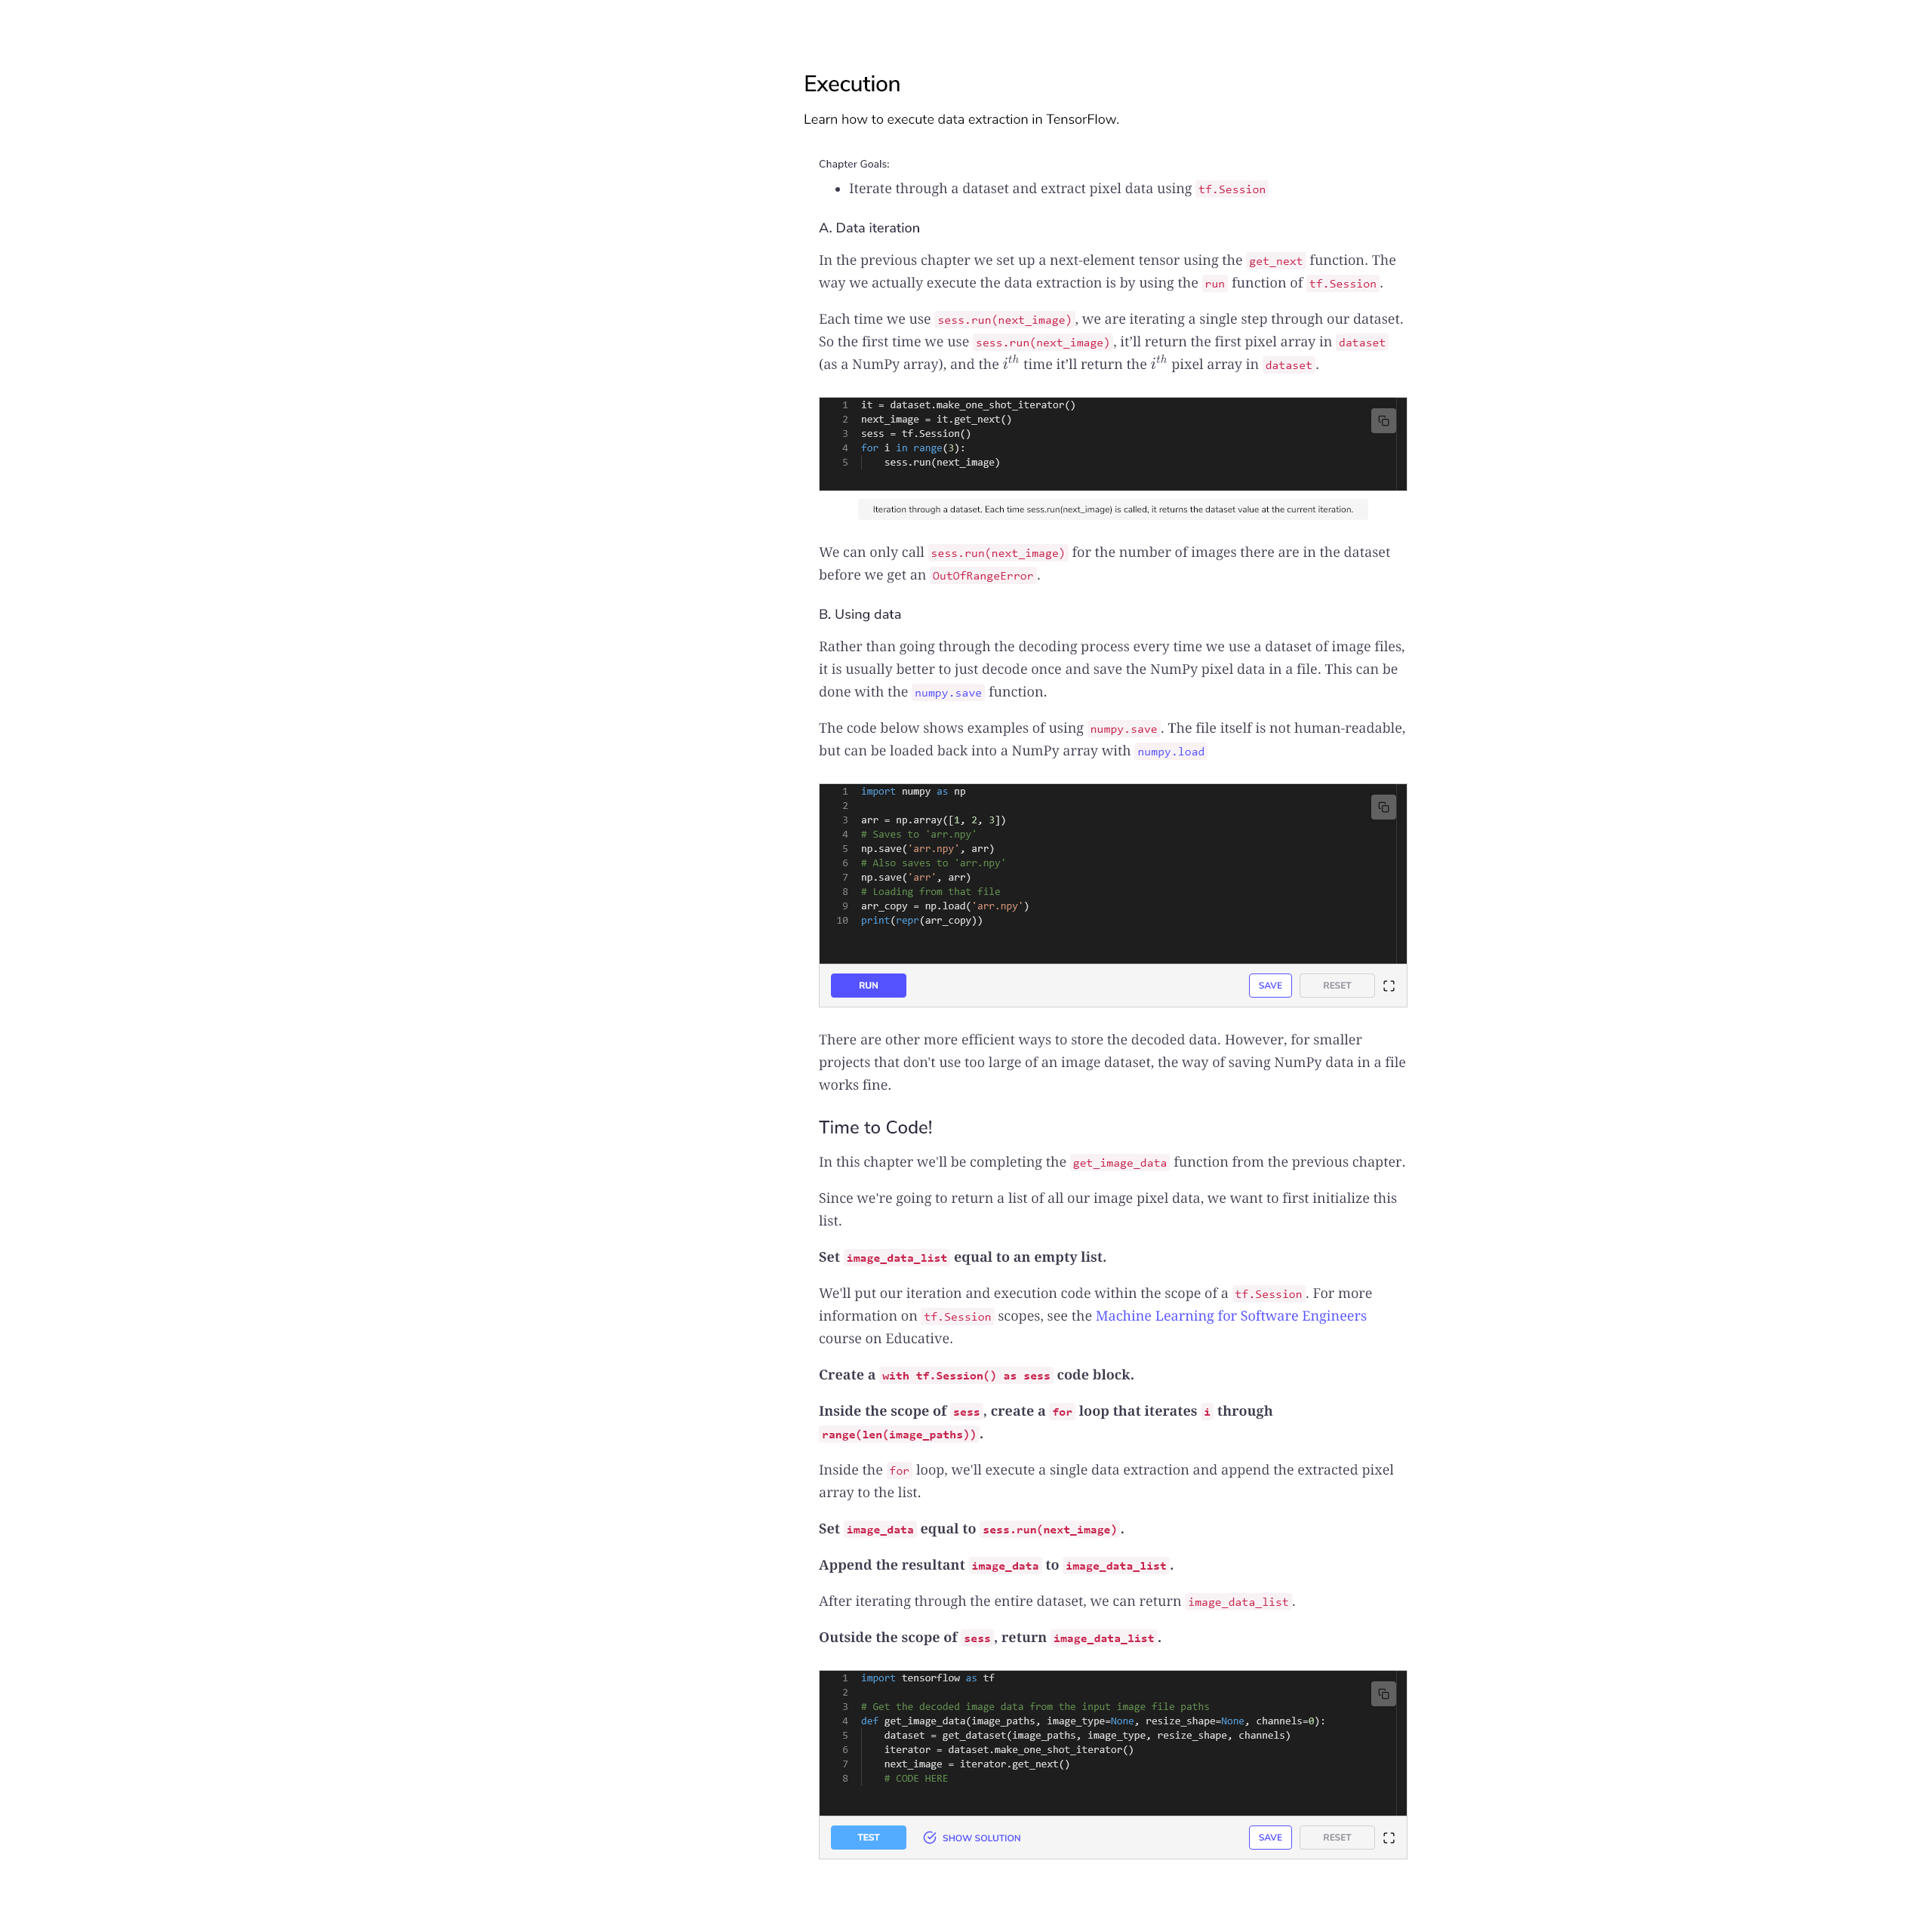 Execution
Learn how to execute data extraction in TensorFlow.
Chapter Goals:
• Iterate through a dataset and extract pixel data using tf.Session
A. Data iteration
In the previous chapter we set up a next-element tensor using the get_next function. The
way we actually execute the data extraction is by using the run function of tf.Session.
Each time we use sess.run(next_image), we are iterating a single step through our dataset.
So the first time we use sess.run(next_image), it’ll return the first pixel array in dataset
(as a NumPy array), and the i^th time it’ll return the i^th pixel array in dataset.
1 it = dataset.make_one_shot_iterator()
2 next_image = it.get_next()
3 sess = tf.Session()
4 for i in range(3):
5     sess.run(next_image)
Iteration through a dataset. Each time sess.run(next_image) is called, it returns the dataset value at the current iteration.
We can only call sess.run(next_image) for the number of images there are in the dataset
before we get an OutOfRangeError.
B. Using data
Rather than going through the decoding process every time we use a dataset of image files,
it is usually better to just decode once and save the NumPy pixel data in a file. This can be
done with the numpy.save function.
The code below shows examples of using numpy.save. The file itself is not human-readable,
but can be loaded back into a NumPy array with numpy.load
1 import numpy as np
2
3 arr = np.array([1, 2, 3])
4 # Saves to 'arr.npy'
5 np.save('arr.npy', arr)
6 # Also saves to 'arr.npy'
7 np.save('arr', arr)
8 # Loading from that file
9 arr_copy = np.load('arr.npy')
10 print(repr(arr_copy))
RUN SAVE RESET
There are other more efficient ways to store the decoded data. However, for smaller
projects that don't use too large of an image dataset, the way of saving NumPy data in a file
works fine.
Time to Code!
In this chapter we'll be completing the get_image_data function from the previous chapter.
Since we're going to return a list of all our image pixel data, we want to first initialize this
list.
Set image_data_list equal to an empty list.
We'll put our iteration and execution code within the scope of a tf.Session. For more
information on tf.Session scopes, see the Machine Learning for Software Engineers
course on Educative.
Create a with tf.Session() as sess code block.
Inside the scope of sess, create a for loop that iterates i through
range(len(image_paths)).
Inside the for loop, we'll execute a single data extraction and append the extracted pixel
array to the list.
Set image_data equal to sess.run(next_image).
Append the resultant image_data to image_data_list.
After iterating through the entire dataset, we can return image_data_list.
Outside the scope of sess, return image_data_list.
1 import tensorflow as tf
2
3 # Get the decoded image data from the input image file paths
4 def get_image_data(image_paths, image_type=None, resize_shape=None, channels=0):
5     dataset = get_dataset(image_paths, image_type, resize_shape, channels)
6     iterator = dataset.make_one_shot_iterator()
7     next_image = iterator.get_next()
8     # CODE HERE
TEST SHOW SOLUTION SAVE RESET